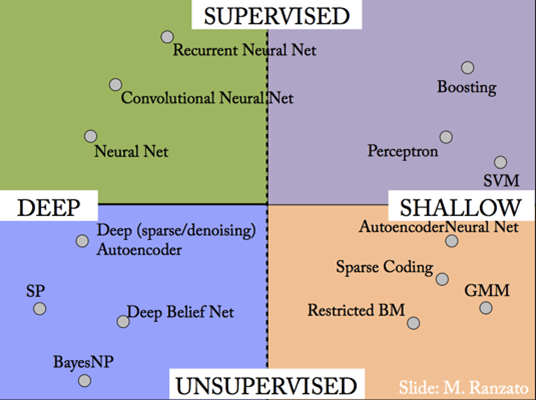 SUPERVISED
Recurrent Neural Net
Convolutional Neural Net
Neural Net
Boosting
Perceptron
SVM
DEEP
SHALLOW
Deep (sparse/denoising)
Autoencoder
SP
Deep Belief Net
BayesNP
AutoencoderNeural Net
Sparse Coding
GMM
Restricted BM
UNSUPERVISED
Slide: M. Ranzato